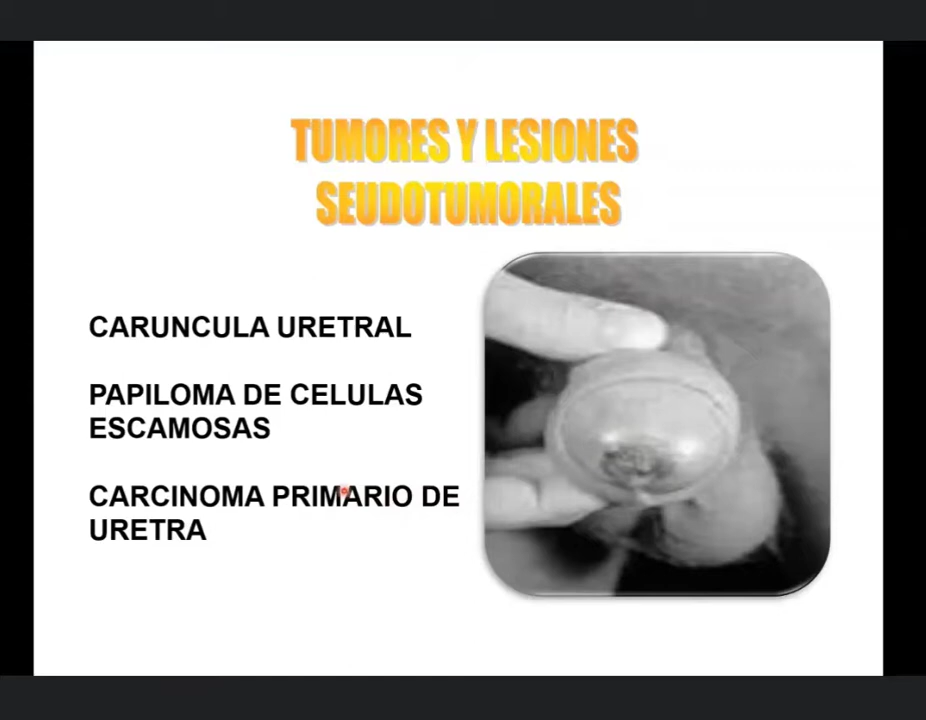 TUMORES Y LESIONES
SEUDOTUMORALES
CARUNCULA URETRAL
PAPILOMA DE CELULAS
ESCAMOSAS
CARCINOMA PRIMARIO DE
URETRA